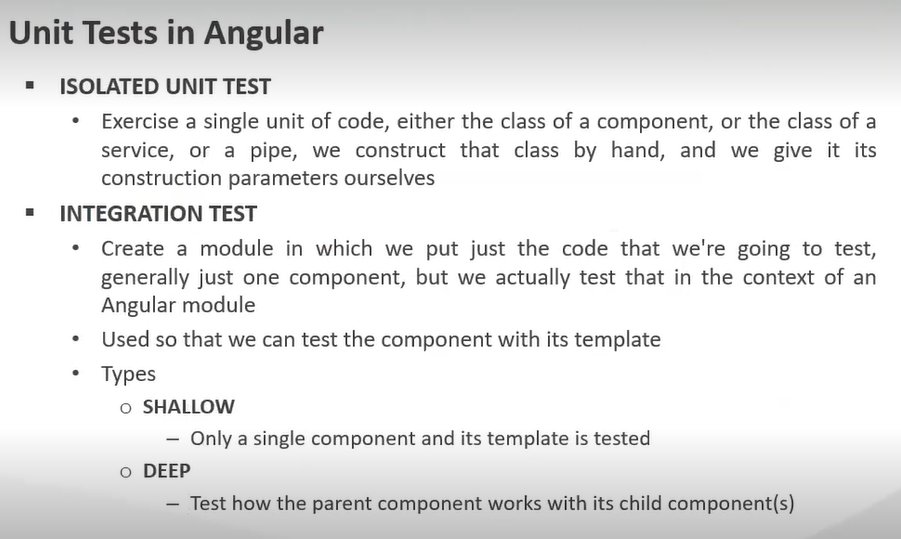 Unit Tests in Angular
▪ ISOLATED UNIT TEST
• Exercise a single unit of code, either the class of a component, or the class of a
service, or a pipe, we construct that class by hand, and we give it its
construction parameters ourselves
▪ INTEGRATION TEST
• Create a module in which we put just the code that we're going to test,
generally just one component, but we actually test that in the context of an
Angular module
• Used so that we can test the component with its template
• Types
o SHALLOW
– Only a single component and its template is tested
o DEEP
– Test how the parent component works with its child component(s)